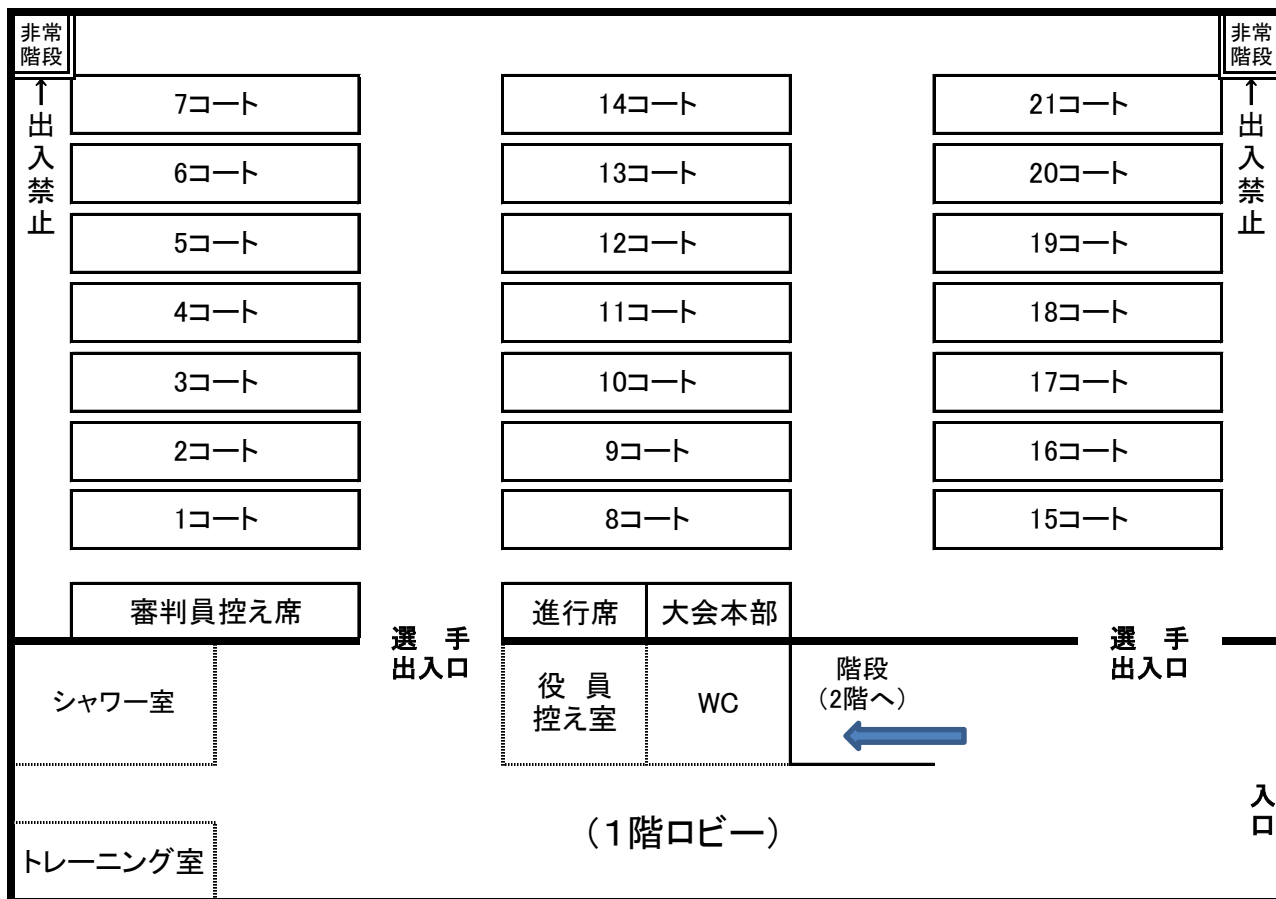 非常
階段
非常
階段
↑出入禁止
↑出入禁止
7コート
14コート
21コート
6コート
13コート
20コート
5コート
12コート
19コート
4コート
11コート
18コート
3コート
10コート
17コート
2コート
9コート
16コート
1コート
8コート
15コート
審判員控え席
進行席
大会本部
選 手
出入口
選 手
出入口
シャワー室
役 員
控え室
WC
階段
(2階へ)
入
口
(1階ロビー)
トレーニング室